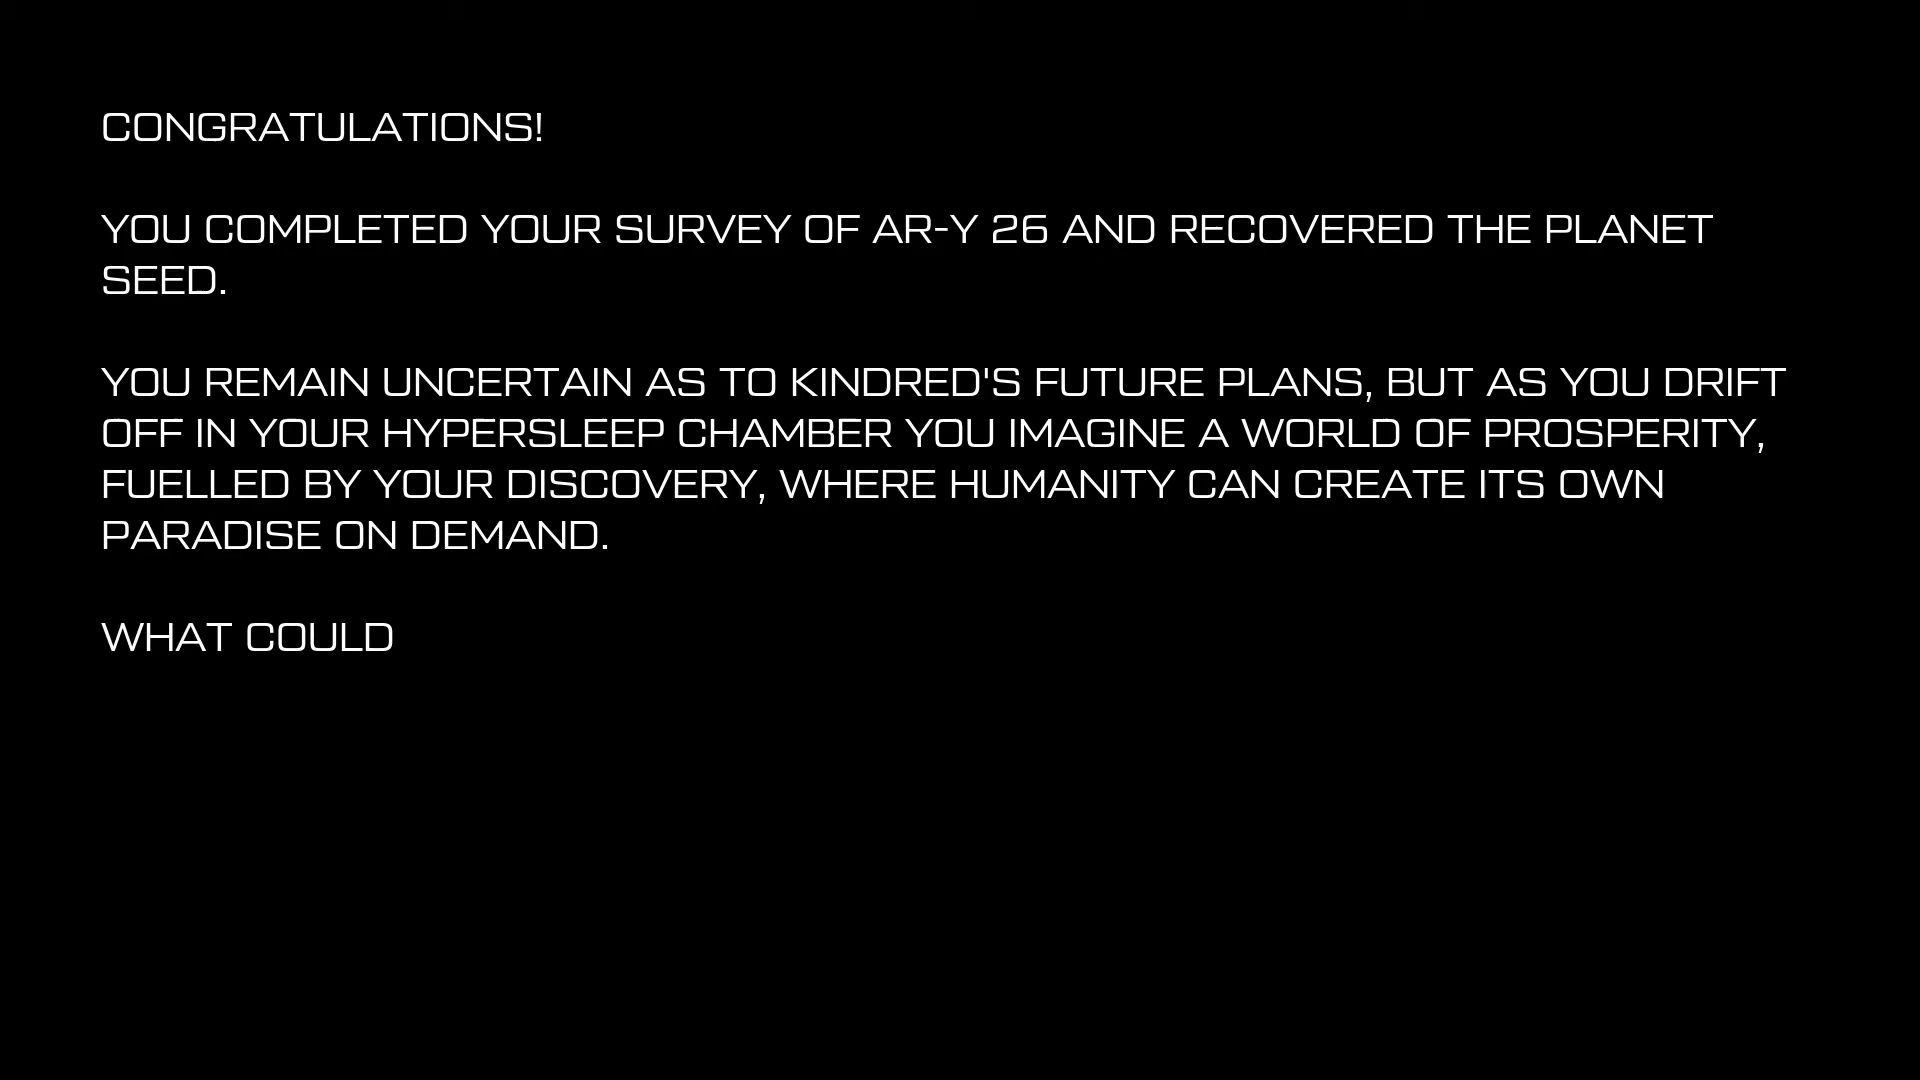 CONGRATULATIONS!
YOU COMPLETED YOUR SURVEY OF AR-Y 26 AND RECOVERED THE PLANET
SEED.
YOU REMAIN UNCERTAIN AS TO KINDRED'S FUTURE PLANS, BUT AS YOU DRIFT
OFF IN YOUR HYPERSLEEP CHAMBER YOU IMAGINE A WORLD OF PROSPERITY,
FUELLED BY YOUR DISCOVERY, WHERE HUMANITY CAN CREATE ITS OWN
PARADISE ON DEMAND.
WHAT COULD